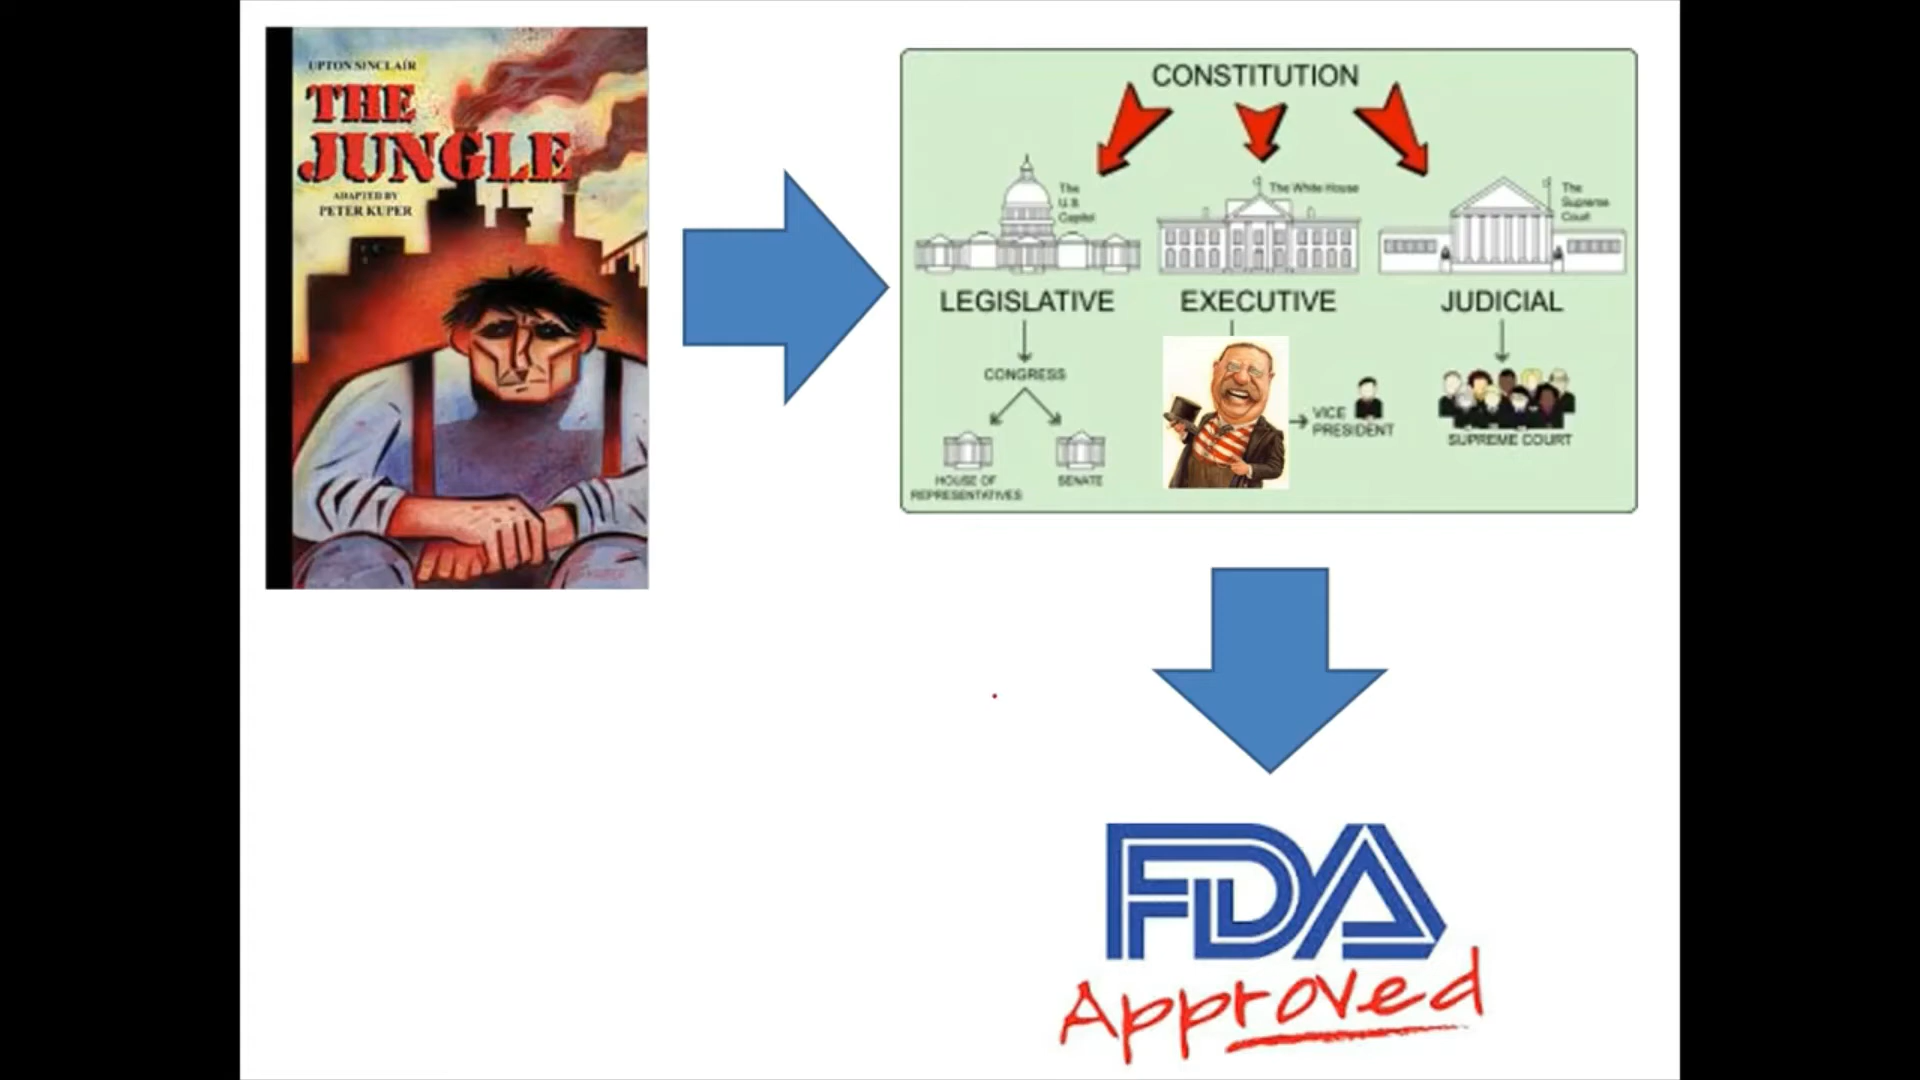 UPTON SINCLAIR
THE
JUNGLE
ADAPTED BY
PETER KUPER
CONSTITUTION
The
U.S.
Capitol
The White House
The
Supreme
Court
LEGISLATIVE
EXECUTIVE
JUDICIAL
CONGRESS
HOUSE OF
REPRESENTATIVES
SENATE
VICE
PRESIDENT
SUPREME COURT
FDA
Approved